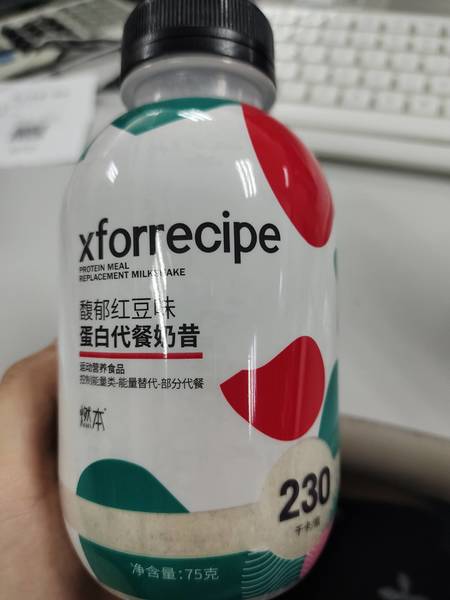 xforrecipe
PROTEIN MEAL
REPLACEMENT MILKSHAKE
馥郁红豆味
蛋白代餐奶昔
运动营养食品
控制能量类-能量替代-部分代餐
燃本
230
千卡/瓶
净含量:75克